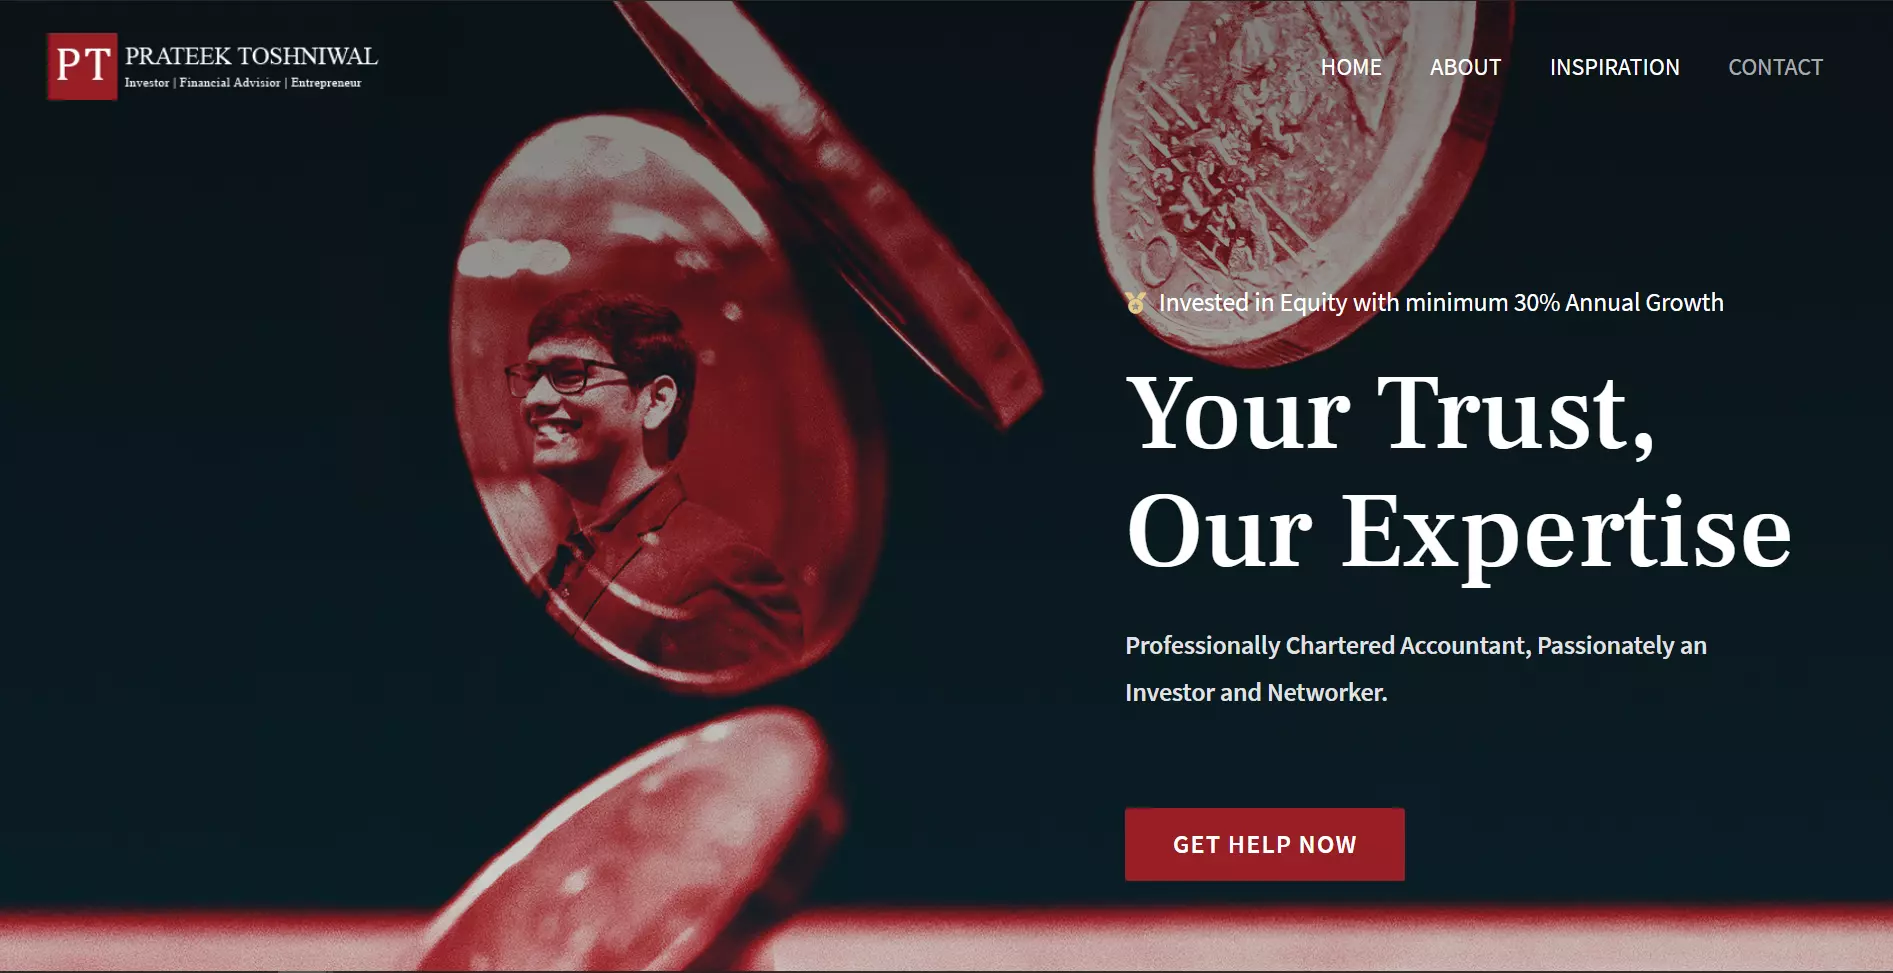 PT
PRATEEK TOSHNIWAL
Investor | Financial Advisior | Entrepreneur
HOME ABOUT INSPIRATION CONTACT
Invested in Equity with minimum 30% Annual Growth
Your Trust,
Our Expertise
Professionally Chartered Accountant, Passionately an
Investor and Networker.
GET HELP NOW